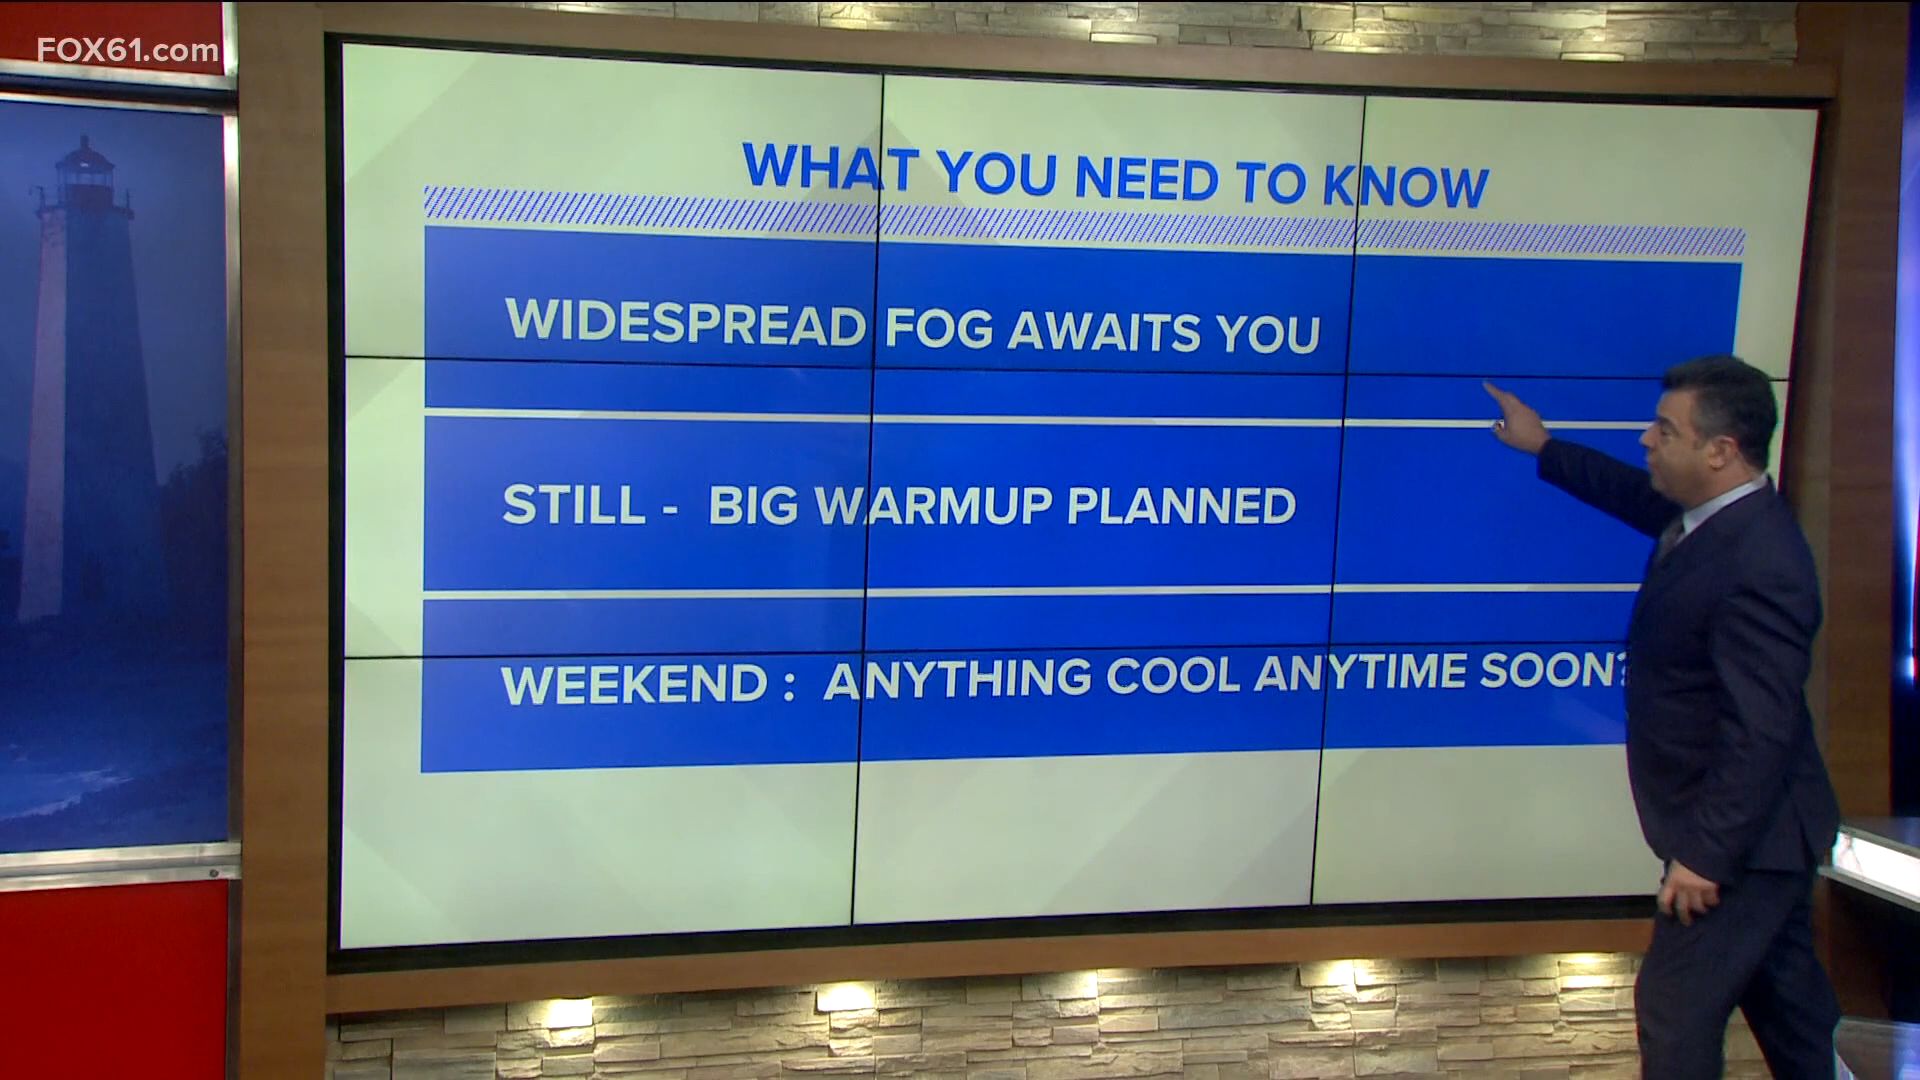 FOX61.com
WHAT YOU NEED TO KNOW
WIDESPREAD FOG AWAITS YOU
STILL - BIG WARMUP PLANNED
WEEKEND : ANYTHING COOL ANYTIME SOON?